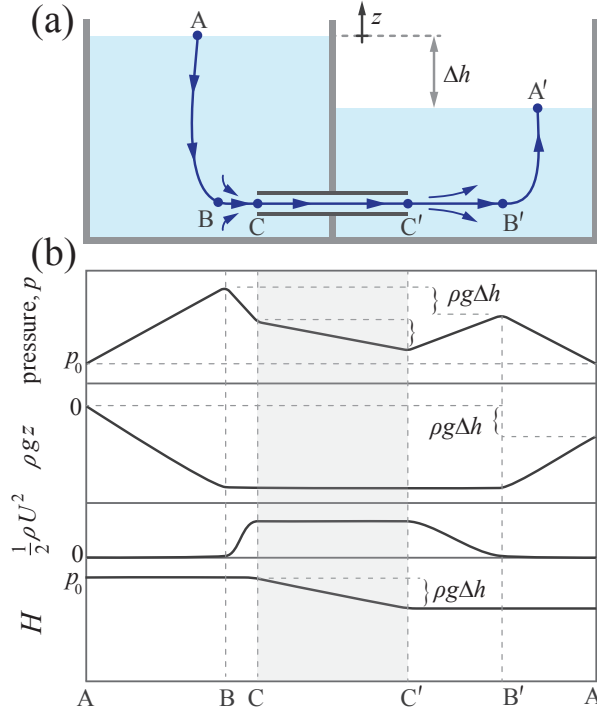 (a)
A
z
Δh
A′
B
C
C′
B′
(b)
pressure, p
p₀
ρgΔh
ρgz
0
ρgΔh
½ρU²
0
H
p₀
ρgΔh
A
B
C
C′
B′
A